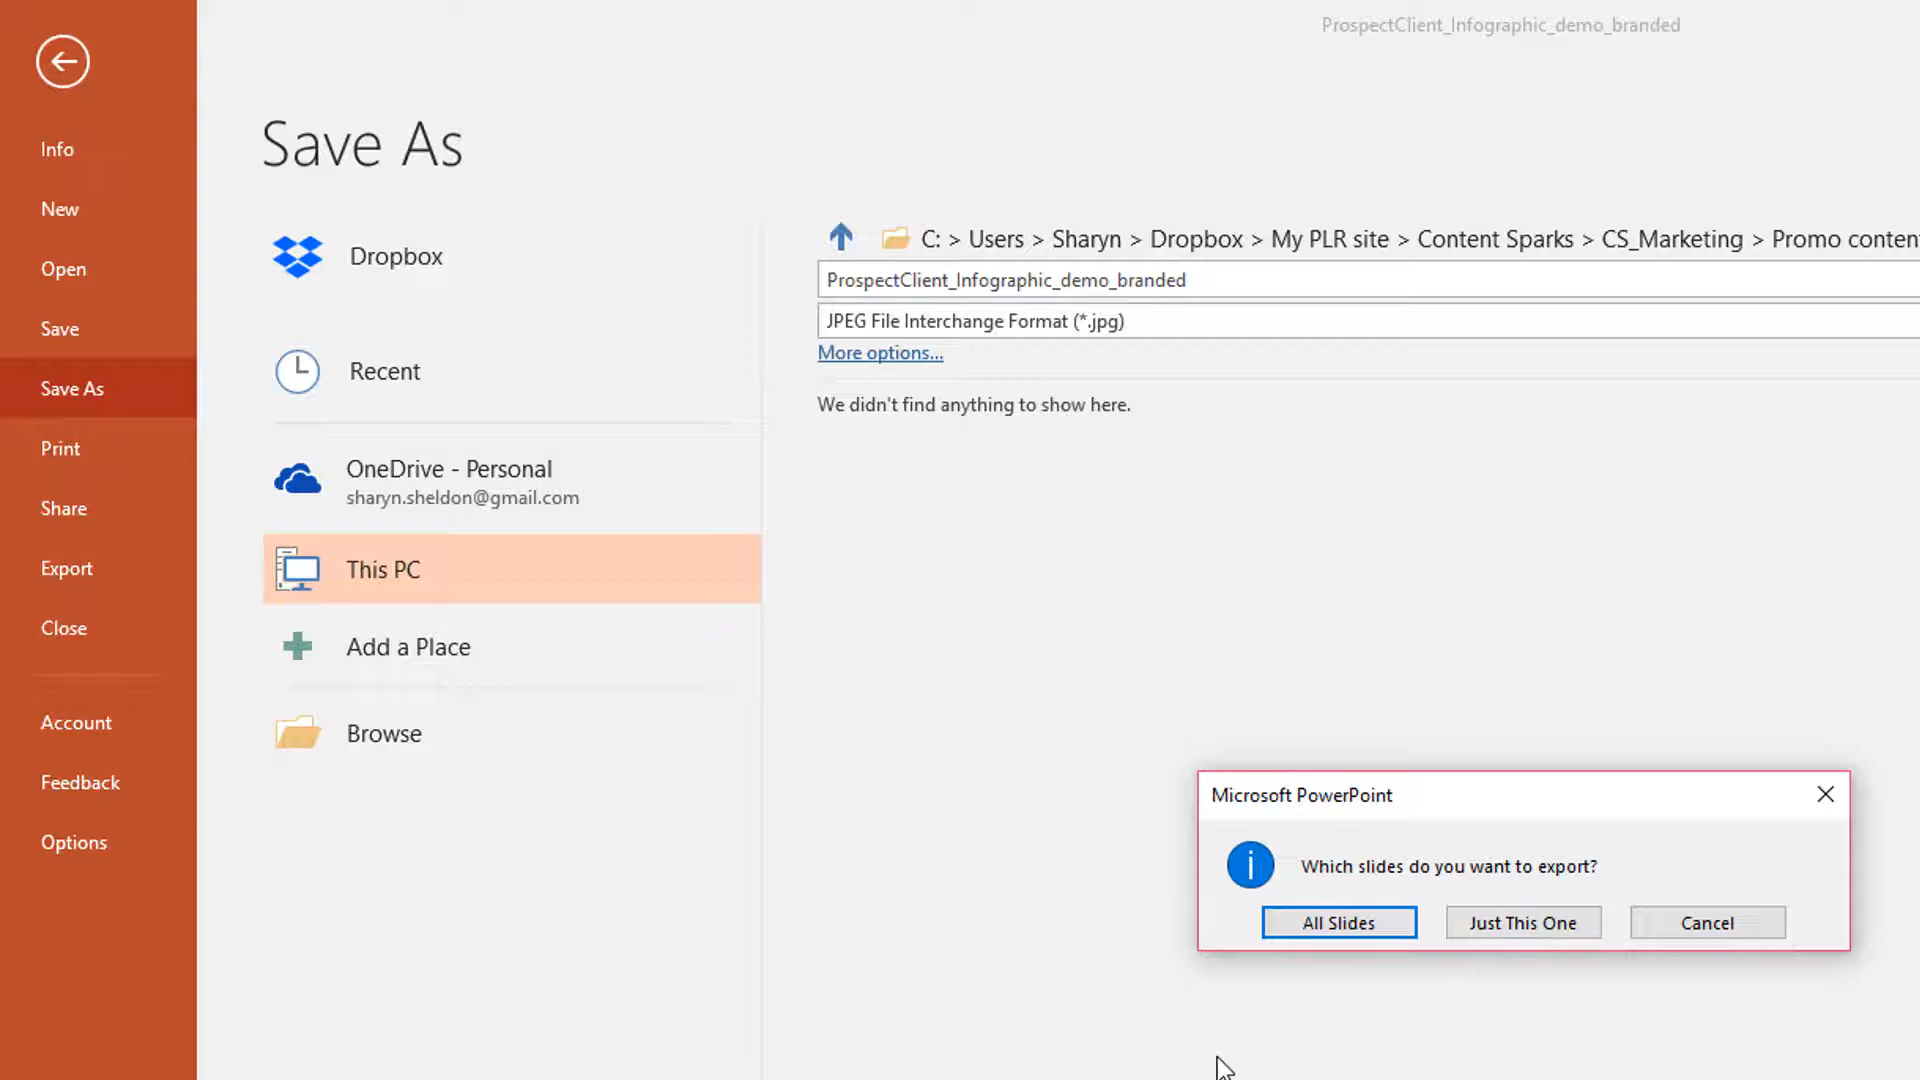 ProspectClient_Infographic_demo_branded
Info
New
Open
Save
Save As
Print
Share
Export
Close
Account
Feedback
Options
Save As
Dropbox
Recent
OneDrive - Personal
sharyn.sheldon@gmail.com
This PC
Add a Place
Browse
C: > Users > Sharyn > Dropbox > My PLR site > Content Sparks > CS_Marketing > Promo conten
ProspectClient_Infographic_demo_branded
JPEG File Interchange Format (*.jpg)
More options...
We didn't find anything to show here.
Microsoft PowerPoint
Which slides do you want to export?
All Slides
Just This One
Cancel